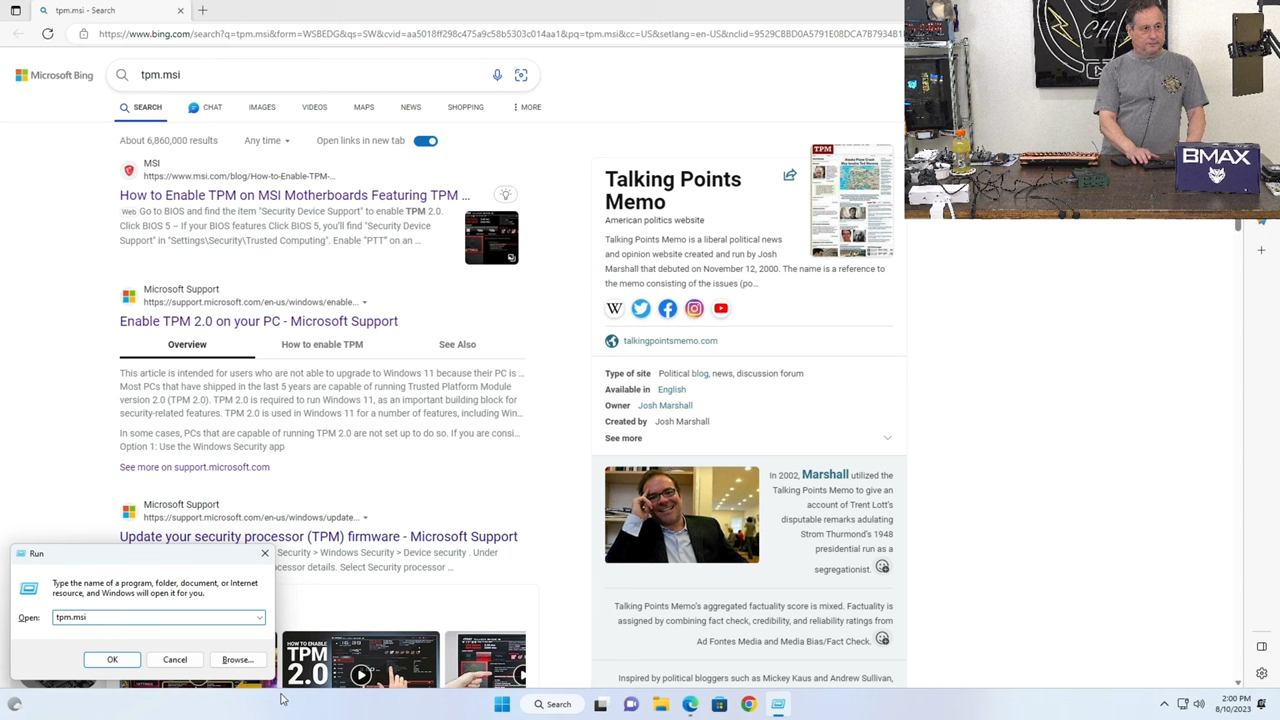 tpm.msi - Search
https://www.bing.com/search?q=tpm.msi&form=WSBEDG&qs=SW&cvid=aa5018ff298c475a9c58b5303c014aa1&pq=tpm.msi&cc=US&setlang=en-US&nclid=9529CBBD0A5791E08DCA7B7934B1
Microsoft Bing
tpm.msi
SEARCH
CHAT
IMAGES
VIDEOS
MAPS
NEWS
SHOPPING
MORE
About 6,860,000 results
Any time
Open links in new tab
MSI
www.msi.com/blog/How-to-Enable-TPM-...
How to Enable TPM on MSI Motherboards Featuring TPM ...
Web Go to BIOS and find the item "Security Device Support" to enable TPM 2.0
Click BIOS Start your BIOS features Click BIOS 5, you'll find "Security Device
Support" in Settings\Security\Trusted Computing. Enable "PTT" on an ...
Microsoft Support
https://support.microsoft.com/en-us/windows/enable...
Enable TPM 2.0 on your PC - Microsoft Support
Overview
How to enable TPM
See Also
This article is intended for users who are not able to upgrade to Windows 11 because their PC is ...
Most PCs that have shipped in the last 5 years are capable of running Trusted Platform Module
version 2.0 (TPM 2.0). TPM 2.0 is required to run Windows 11, as an important building block for
security-related features. TPM 2.0 is used in Windows 11 for a number of features, including Win...
In some cases, PCs that are capable of running TPM 2.0 are not set up to do so. If you are consi...
Option 1: Use the Windows Security app
See more on support.microsoft.com
Microsoft Support
https://support.microsoft.com/en-us/windows/update...
Update your security processor (TPM) firmware - Microsoft Support
Security > Windows Security > Device security . Under
ocessor details. Select Security processor ...
HOW TO
ENABLE
TPM
2.0
Run
Type the name of a program, folder, document, or Internet
resource, and Windows will open it for you.
Open:
tpm.msi
OK
Cancel
Browse...
Talking Points
Memo
American politics website
Talking Points Memo is a liberal political news
and opinion website created and run by Josh
Marshall that debuted on November 12, 2000. The name is a reference to
the memo consisting of the issues (po...
TPM
W
talkingpointsmemo.com
Type of site Political blog, news, discussion forum
Available in English
Owner Josh Marshall
Created by Josh Marshall
See more
In 2002, Marshall utilized the
Talking Points Memo to give an
account of Trent Lott's
disputable remarks adulating
Strom Thurmond's 1948
presidential run as a
segregationist.
Talking Points Memo's aggregated factuality score is mixed. Factuality is
assigned by combining fact check, credibility, and reliability ratings from
Ad Fontes Media and Media Bias/Fact Check.
Inspired by political bloggers such as Mickey Kaus and Andrew Sullivan,
BMAX
Search
2:00 PM
8/10/2023